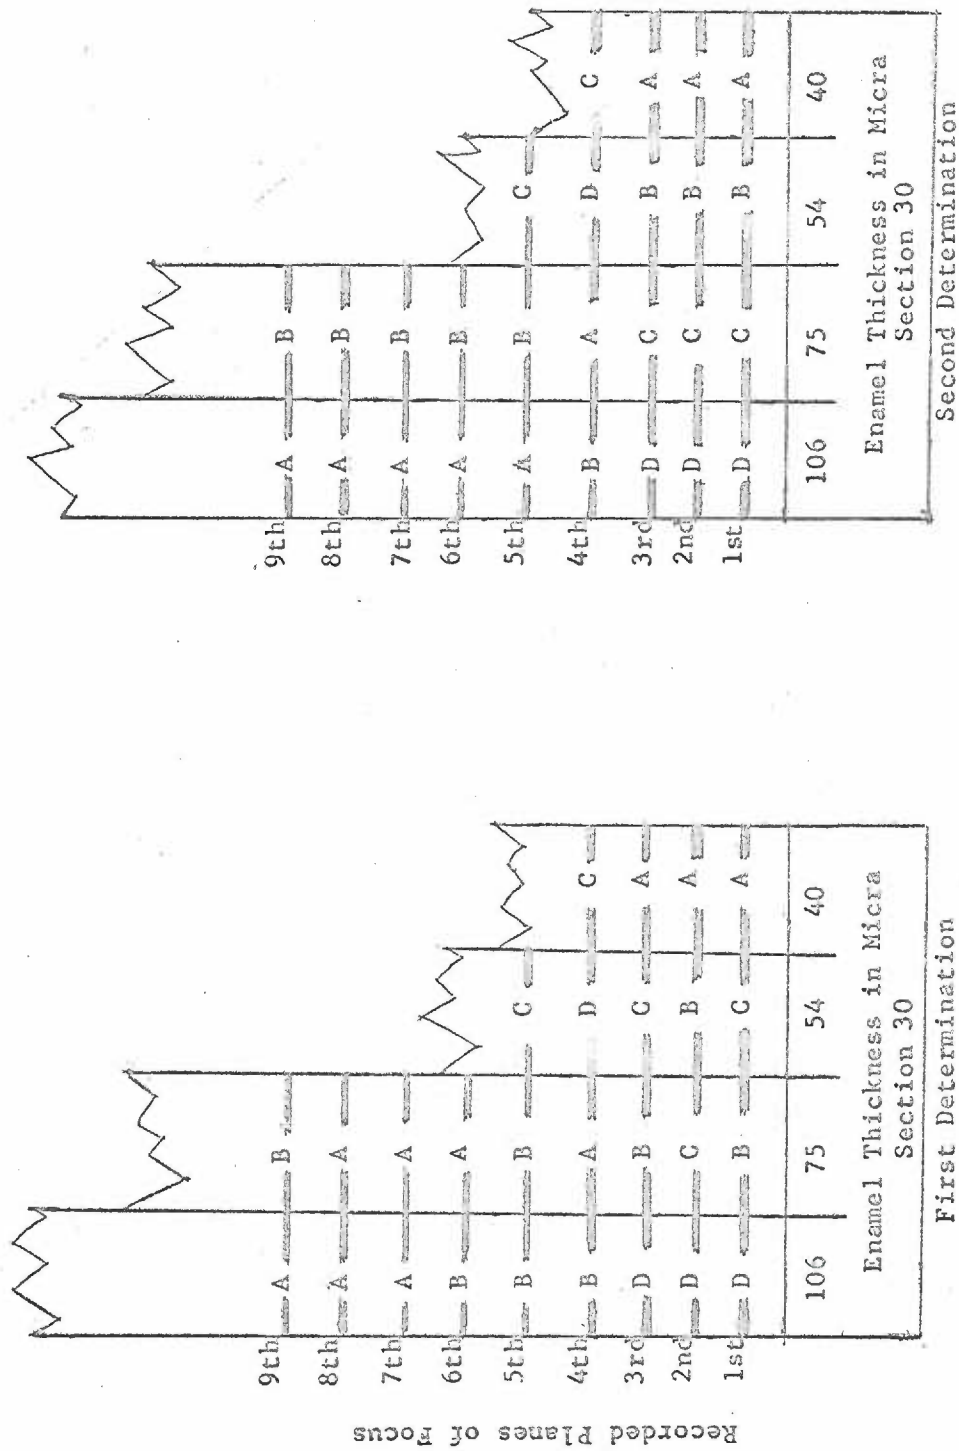 Recorded Planes of Focus
9th A B
8th A A
7th A A
6th B A
5th B B C
4th B A D C
3rd D B C A
2nd D C B A
1st D B C A
106 75 54 40
Enamel Thickness in Micra
Section 30
First Determination
9th A B
8th A B
7th A B
6th A B
5th A B C
4th B A D C
3rd D C B A
2nd D C B A
1st D C B A
106 75 54 40
Enamel Thickness in Micra
Section 30
Second Determination